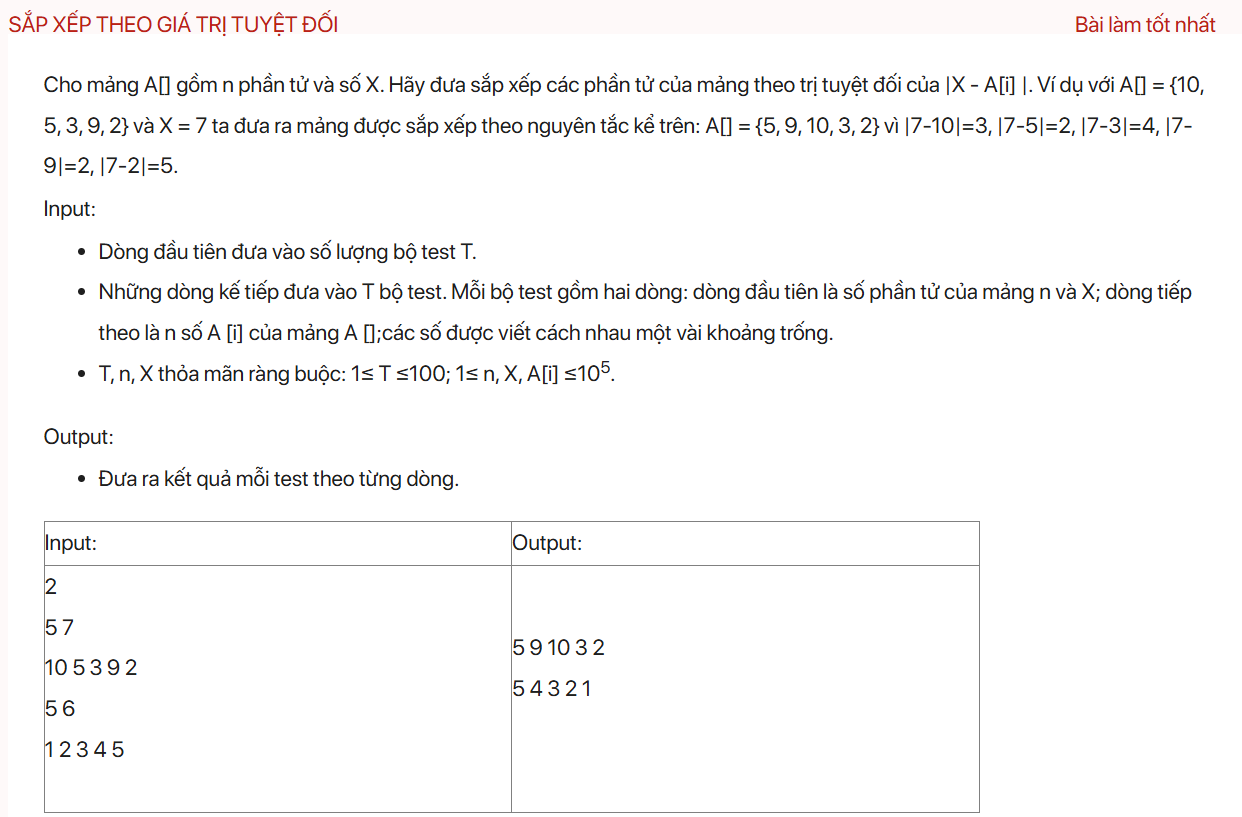 SẮP XẾP THEO GIÁ TRỊ TUYỆT ĐỐI
Bài làm tốt nhất
Cho mảng A[] gồm n phần tử và số X. Hãy đưa sắp xếp các phần tử của mảng theo trị tuyệt đối của |X - A[i] |. Ví dụ với A[] = {10,
5, 3, 9, 2} và X = 7 ta đưa ra mảng được sắp xếp theo nguyên tắc kể trên: A[] = {5, 9, 10, 3, 2} vì |7-10|=3, |7-5|=2, |7-3|=4, |7-
9|=2, |7-2|=5.
Input:
• Dòng đầu tiên đưa vào số lượng bộ test T.
• Những dòng kế tiếp đưa vào T bộ test. Mỗi bộ test gồm hai dòng: dòng đầu tiên là số phần tử của mảng n và X; dòng tiếp
theo là n số A [i] của mảng A [];các số được viết cách nhau một vài khoảng trống.
• T, n, X thỏa mãn ràng buộc: 1≤ T ≤100; 1≤ n, X, A[i] ≤10⁵.
Output:
• Đưa ra kết quả mỗi test theo từng dòng.
Input:
2
5 7
10 5 3 9 2
5 6
1 2 3 4 5
Output:
5 9 10 3 2
5 4 3 2 1